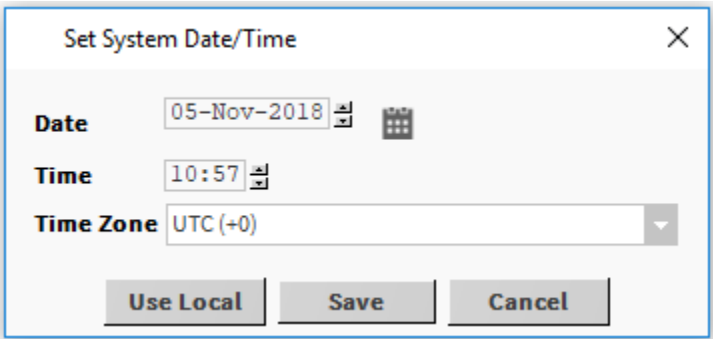 Set System Date/Time
Date 05-Nov-2018
Time 10:57
Time Zone UTC (+0)
Use Local Save Cancel